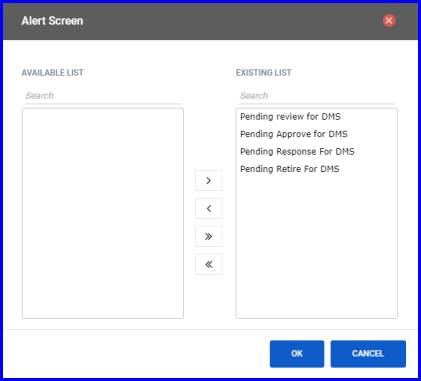 Alert Screen
AVAILABLE LIST
EXISTING LIST
Search
Search
Pending review for DMS
Pending Approve for DMS
Pending Response For DMS
Pending Retire For DMS
OK
CANCEL